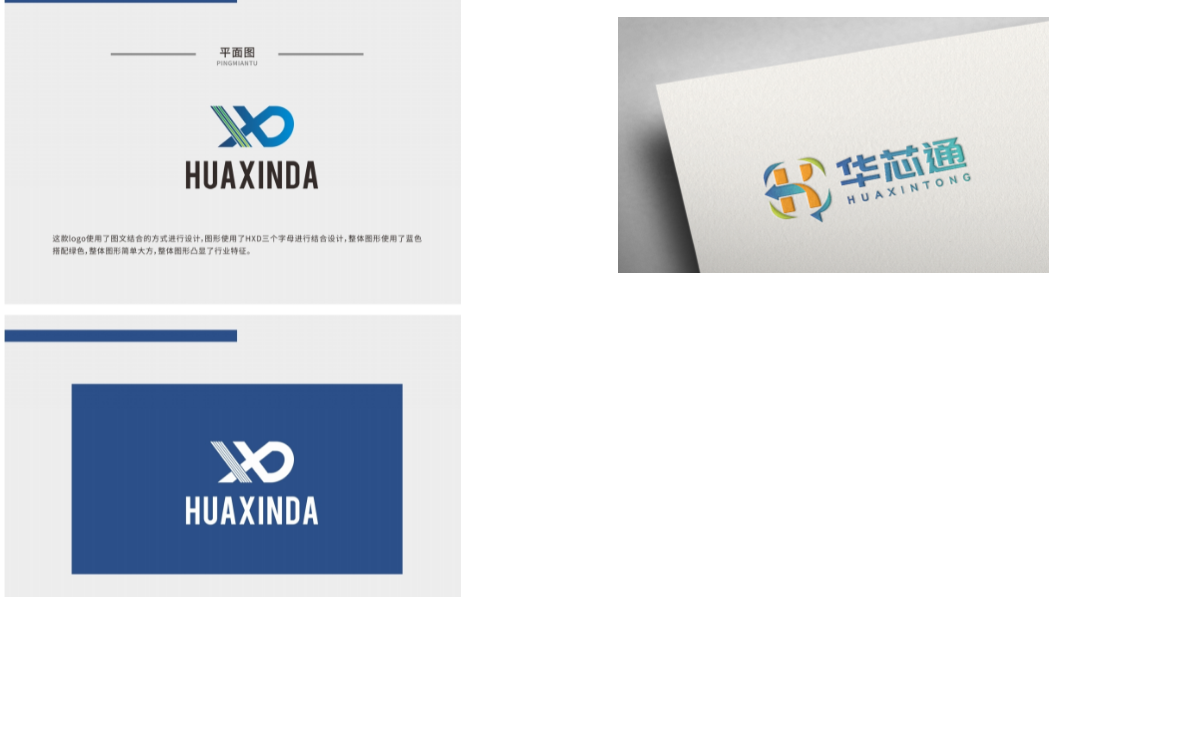 平面图
PINGMIANTU
HUAXINDA
这款logo使用了图文结合的方式进行设计,图形使用了HXD三个字母进行结合设计,整体图形使用了蓝色
搭配绿色,整体图形简单大方,整体图形凸显了行业特征。
HUAXINDA
华芯通
HUAXINTONG